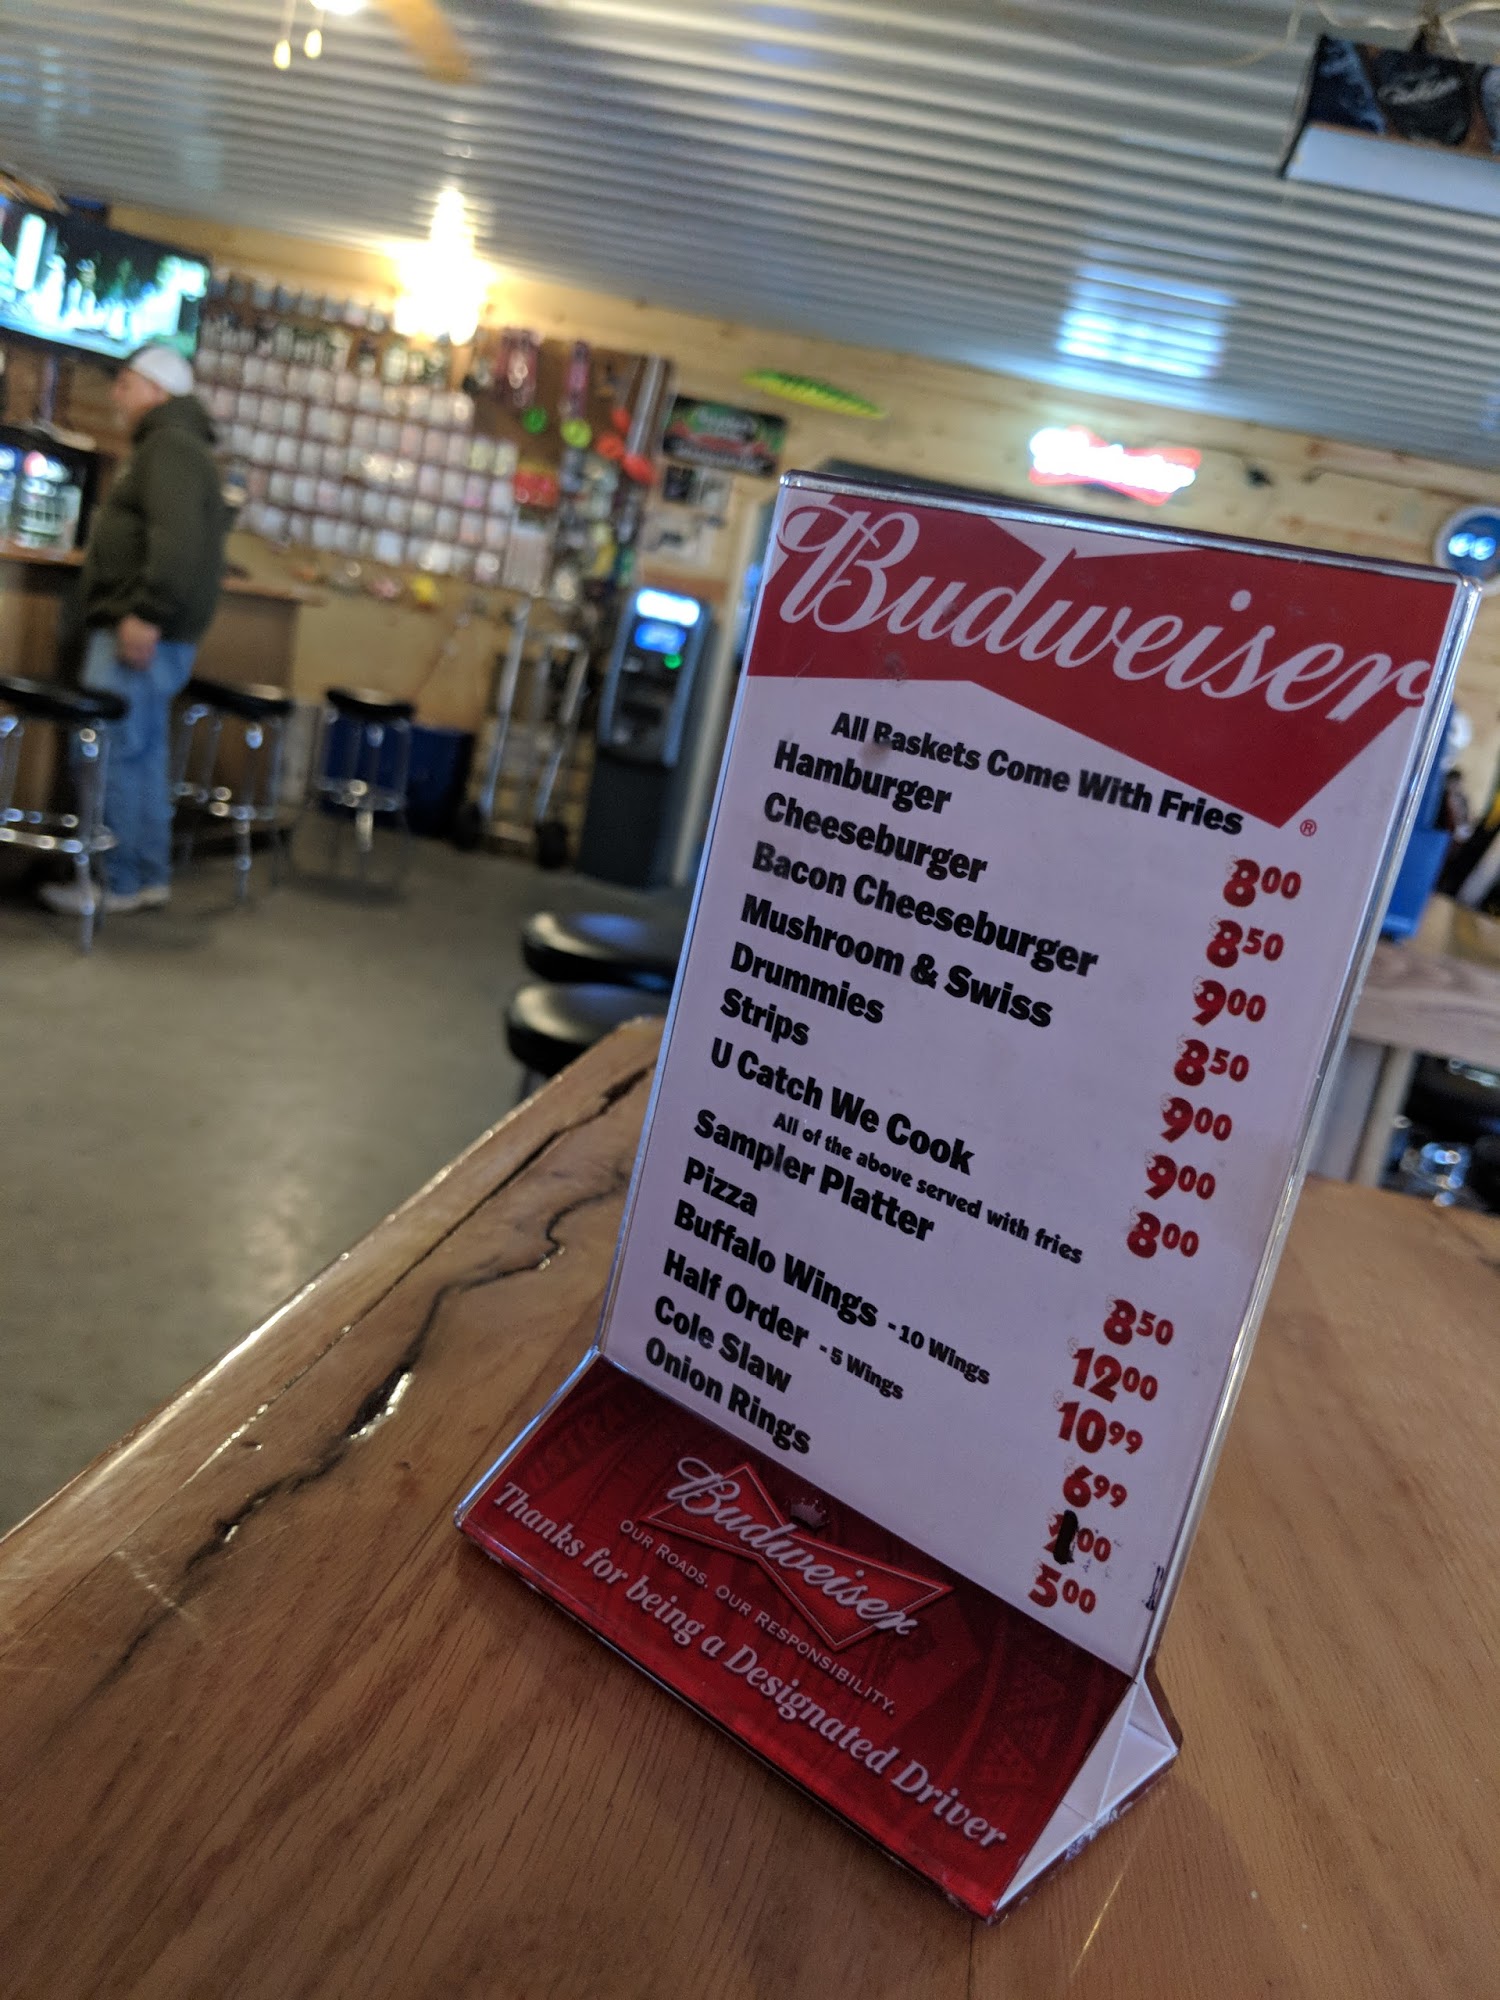 Budweiser
®
All Baskets Come With Fries
Hamburger 8⁰⁰
Cheeseburger 8⁵⁰
Bacon Cheeseburger 9⁰⁰
Mushroom & Swiss 8⁵⁰
Drummies 9⁰⁰
Strips 9⁰⁰
U Catch We Cook 8⁰⁰
All of the above served with fries
Sampler Platter 8⁵⁰
Pizza 12⁰⁰
Buffalo Wings - 10 Wings 10⁹⁹
Half Order - 5 Wings 6⁹⁹
Cole Slaw 1⁰⁰
Onion Rings 5⁰⁰
Budweiser
OUR ROADS. OUR RESPONSIBILITY.
Thanks for being a Designated Driver
Budweiser